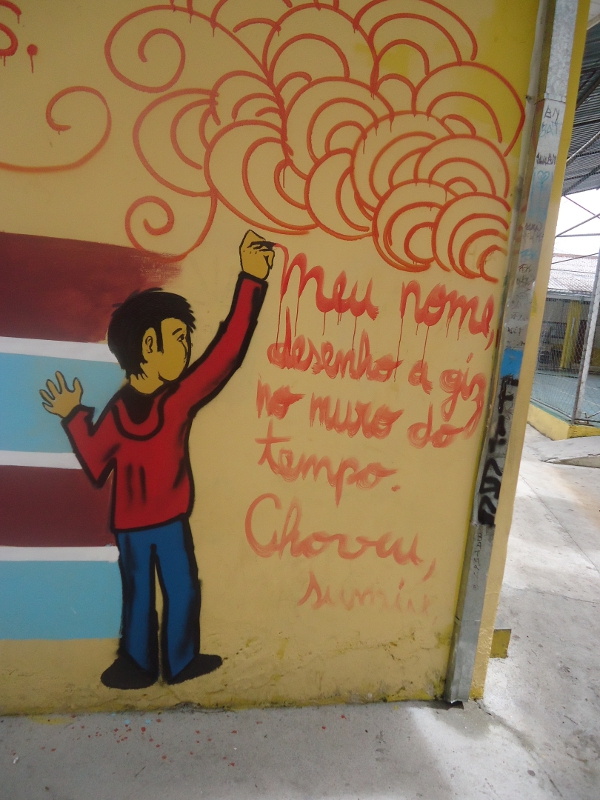 Meu nome,
desenho a giz
no muro do
tempo.
Choveu,
sumiu